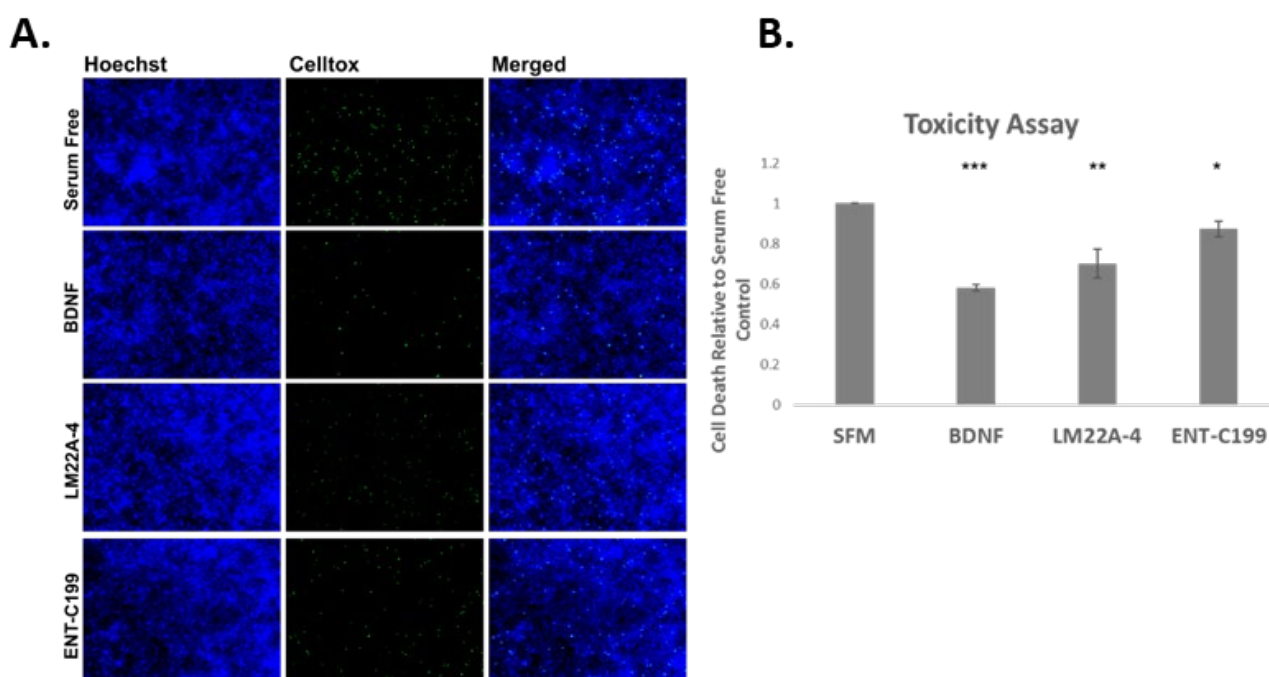 A.
Hoechst Celltox Merged
Serum Free
BDNF
LM22A-4
ENT-C199
B.
Toxicity Assay
Cell Death Relative to Serum Free
Control
1.2
1
0.8
0.6
0.4
0.2
0
*** ** *
SFM BDNF LM22A-4 ENT-C199